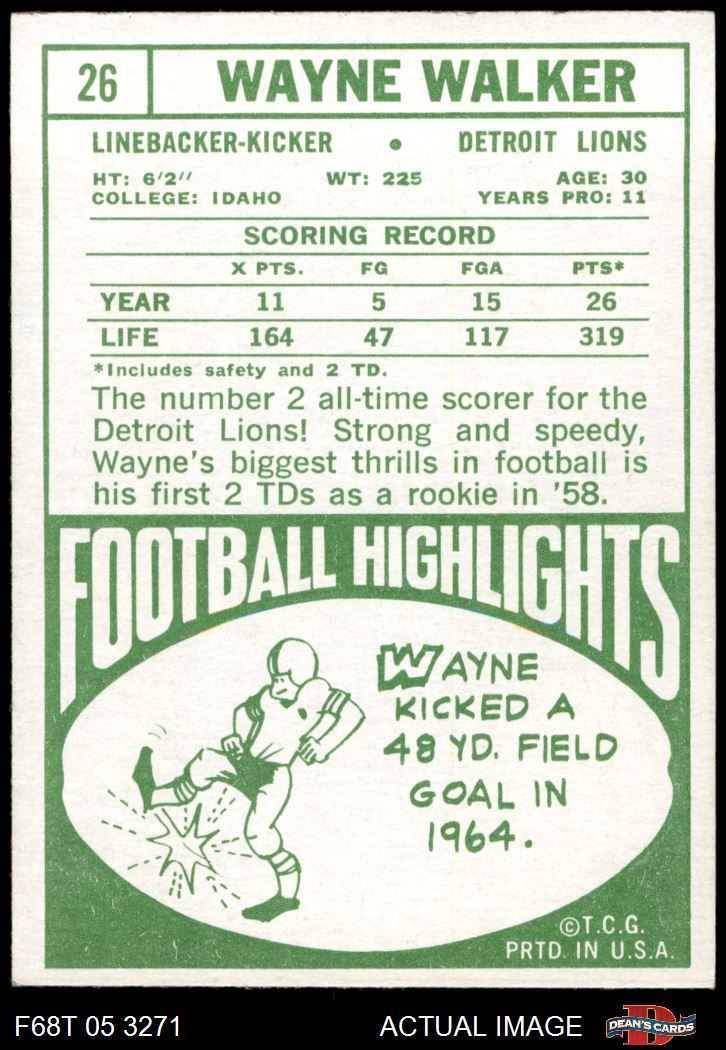 26 WAYNE WALKER
LINEBACKER-KICKER • DETROIT LIONS
HT: 6'2" WT: 225 AGE: 30
COLLEGE: IDAHO YEARS PRO: 11
SCORING RECORD
X PTS. FG FGA PTS*
YEAR 11 5 15 26
LIFE 164 47 117 319
*Includes safety and 2 TD.
The number 2 all-time scorer for the
Detroit Lions! Strong and speedy,
Wayne's biggest thrills in football is
his first 2 TDs as a rookie in '58.
FOOTBALL HIGHLIGHTS
WAYNE
KICKED A
48 YD. FIELD
GOAL IN
1964.
©T.C.G.
PRTD. IN U.S.A.
F68T 05 3271 ACTUAL IMAGE D DEAN'S CARDS